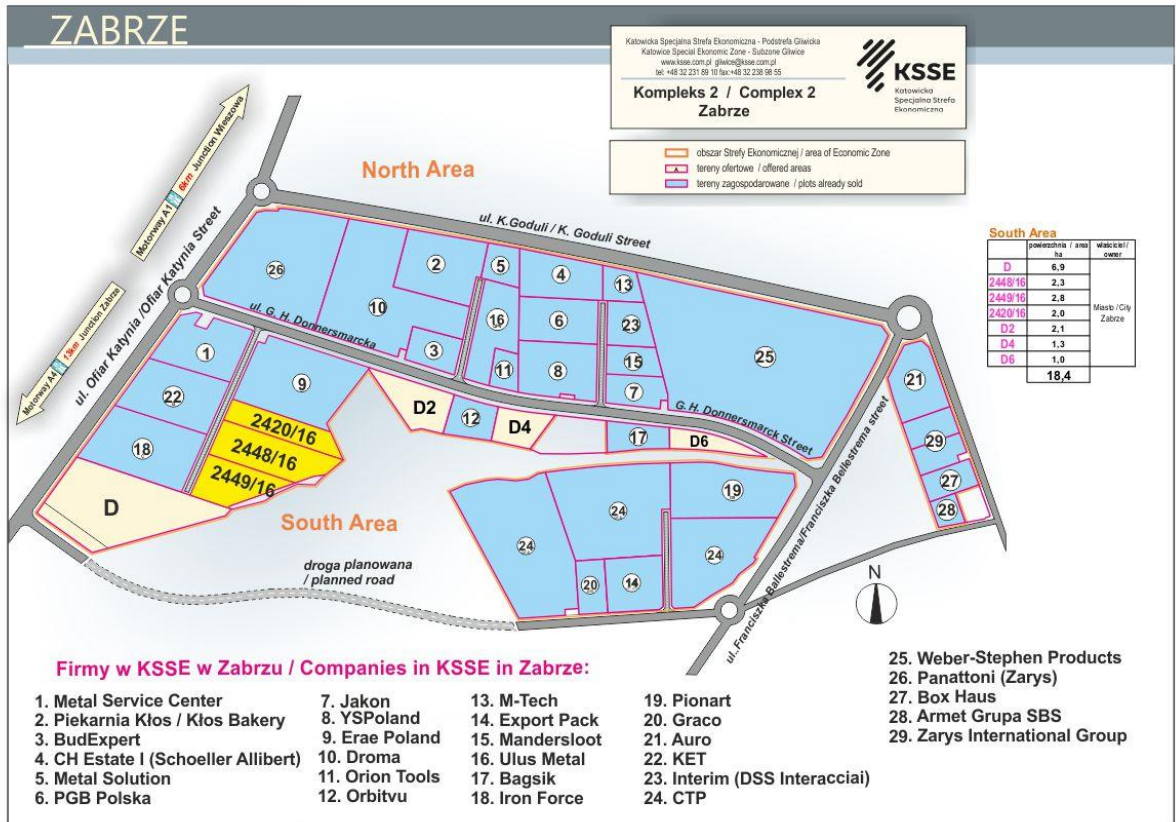 ZABRZE
Katowicka Specjalna Strefa Ekonomiczna - Podstrefa Gliwicka
Katowice Special Ekonomic Zone - Subzone Gliwice
www.ksse.com.pl gliwice@ksse.com.pl
tel: +48 32 231 89 10 fax:+48 32 238 98 55
Kompleks 2 / Complex 2
Zabrze
KSSE
Katowicka
Specjalna Strefa
Ekonomiczna
obszar Strefy Ekonomicznej / area of Economic Zone
A
tereny ofertowe / offered areas
tereny zagospodarowane / plots already sold
Motorway A1 6km Junction Wieszowa
Motorway A4 13km Junction Zabrze
ul. Ofiar Katynia /Ofiar Katynia Street
North Area
ul. K.Goduli / K. Goduli Street
ul. G. H. Donnersmarcka
G. H. Donnersmarck Street
26
10
2
3
5
16
11
4
6
8
13
23
15
7
25
1
22
18
9
2420/16
2448/16
2449/16
D
D2
12
D4
17
D6
21
29
27
28
South Area
24
24
19
20
14
24
droga planowana
/ planned road
ul..Franciszka Ballestrema/Franciszka Bellestrema street
N
South Area
powierzchnia / area ha właściciel / owner
D 6,9
2448/16 2,3
2449/16 2,8
2420/16 2,0
D2 2,1
D4 1,3
D6 1,0
Miasto / City
Zabrze
18,4
Firmy w KSSE w Zabrzu / Companies in KSSE in Zabrze:
1. Metal Service Center
2. Piekarnia Kłos / Kłos Bakery
3. BudExpert
4. CH Estate I (Schoeller Allibert)
5. Metal Solution
6. PGB Polska
7. Jakon
8. YSPoland
9. Erae Poland
10. Droma
11. Orion Tools
12. Orbitvu
13. M-Tech
14. Export Pack
15. Mandersloot
16. Ulus Metal
17. Bagsik
18. Iron Force
19. Pionart
20. Graco
21. Auro
22. KET
23. Interim (DSS Interacciai)
24. CTP
25. Weber-Stephen Products
26. Panattoni (Zarys)
27. Box Haus
28. Armet Grupa SBS
29. Zarys International Group